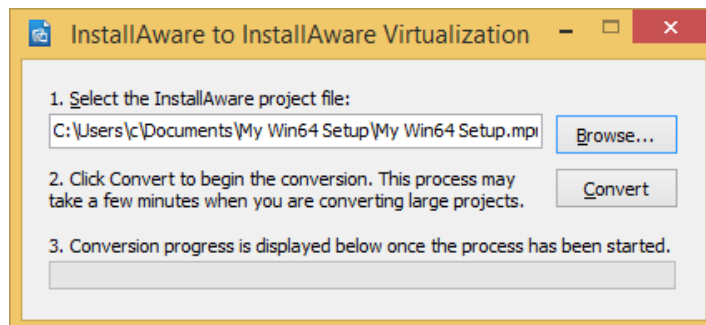 InstallAware to InstallAware Virtualization
1. Select the InstallAware project file:
C:\Users\c\Documents\My Win64 Setup\My Win64 Setup.mpr
Browse...
2. Click Convert to begin the conversion. This process may
take a few minutes when you are converting large projects.
Convert
3. Conversion progress is displayed below once the process has been started.